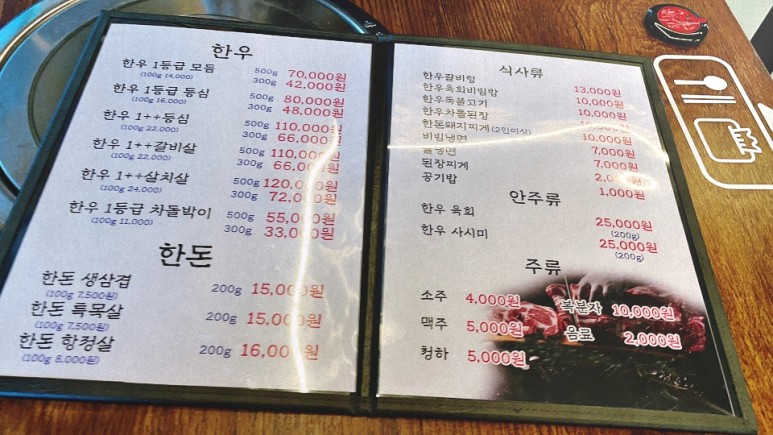 한우
한우 1등급 모듬 500g 70,000원
(100g 14,000) 300g 42,000원
한우 1등급 등심 500g 80,000원
(100g 16,000) 300g 48,000원
한우 1++등심 500g 110,000원
(100g 22,000) 300g 66,000원
한우 1++갈비살 500g 110,000원
(100g 22,000) 300g 66,000원
한우 1++살치살 500g 120,000원
(100g 24,000) 300g 72,000원
한우 1등급 차돌박이 500g 55,000원
(100g 11,000) 300g 33,000원
한돈
한돈 생삼겹 200g 15,000원
(100g 7,500원)
한돈 륵목살 200g 15,000원
(100g 7,500원)
한돈 항정살 200g 16,000원
(100g 8,000원)
식사류
한우갈비탕 13,000원
한우육회비빔밥 10,000원
한우뚝불고기 10,000원
한우차돌된장
한돈돼지찌개 (2인이상) 10,000원
비빔냉면 7,000원
물냉면 7,000원
된장찌개
공기밥 1,000원
안주류
한우 육회 25,000원
(200g)
한우 사시미 25,000원
(200g)
주류
소주 4,000원 복분자 10,000원
맥주 5,000원 음료 2,000원
청하 5,000원